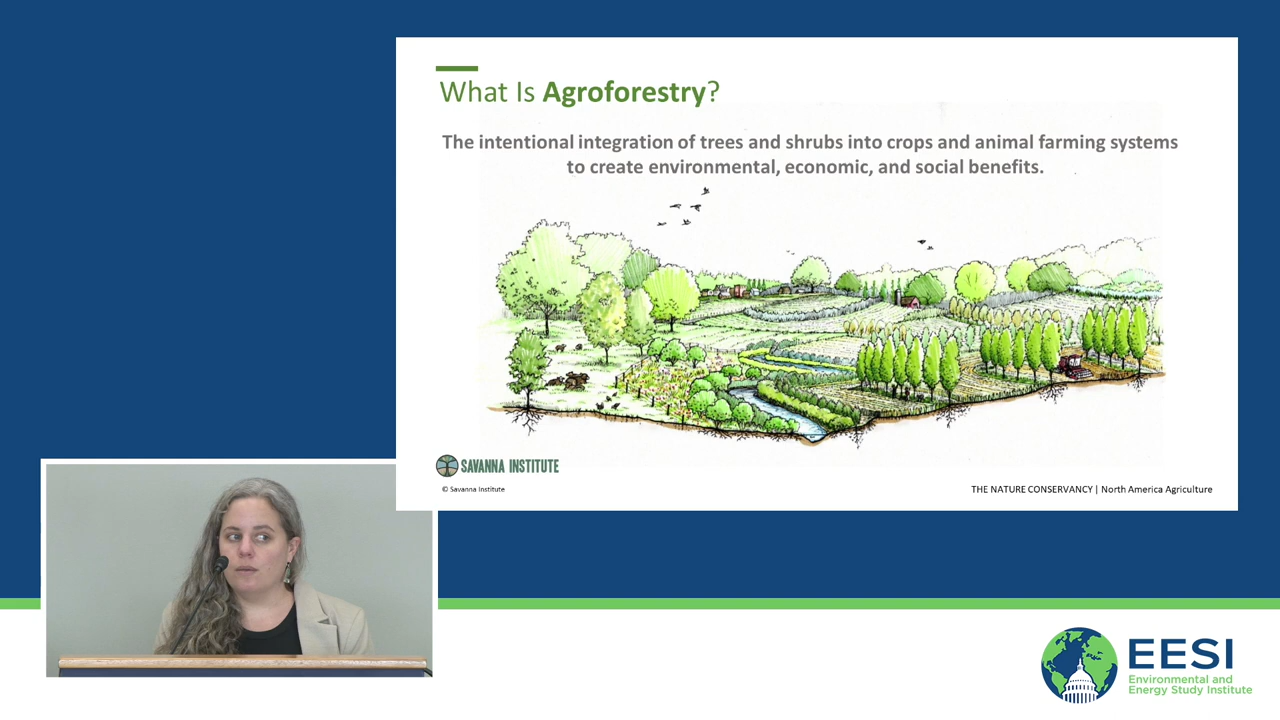 What Is Agroforestry?
The intentional integration of trees and shrubs into crops and animal farming systems
to create environmental, economic, and social benefits.
SAVANNA INSTITUTE
© Savanna Institute
THE NATURE CONSERVANCY | North America Agriculture
EESI
Environmental and
Energy Study Institute